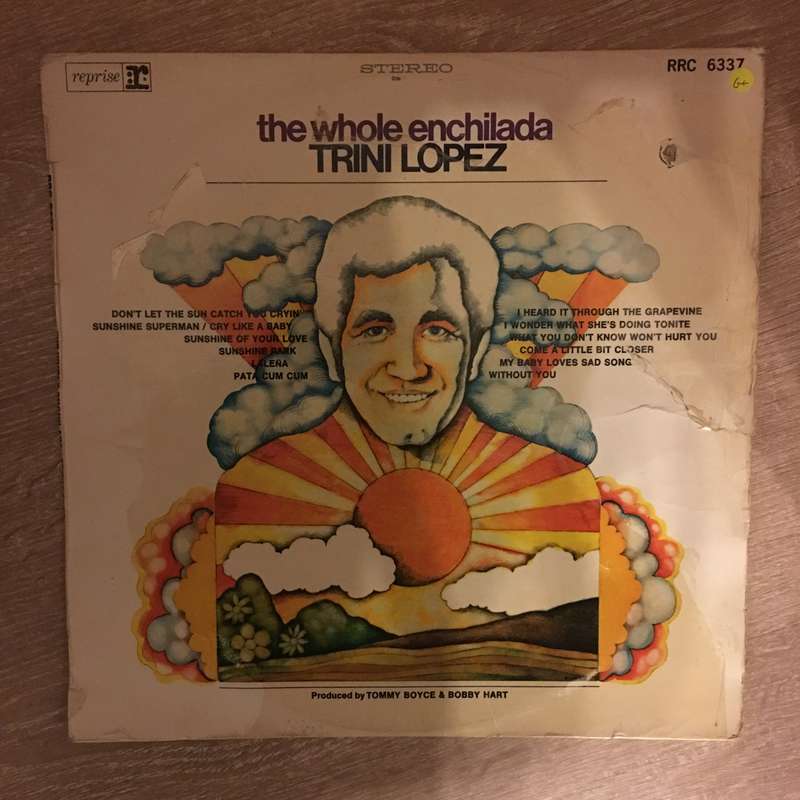 reprise
STEREO
RRC 6337
G+
the whole enchilada
TRINI LOPEZ
DON'T LET THE SUN CATCH YOU CRYIN'
SUNSHINE SUPERMAN / CRY LIKE A BABY
SUNSHINE OF YOUR LOVE
SUNSHINE PARK
LALEÑA
PATA CUM CUM
I HEARD IT THROUGH THE GRAPEVINE
I WONDER WHAT SHE'S DOING TONITE
WHAT YOU DON'T KNOW WON'T HURT YOU
COME A LITTLE BIT CLOSER
MY BABY LOVES SAD SONG
WITHOUT YOU
Produced by TOMMY BOYCE & BOBBY HART